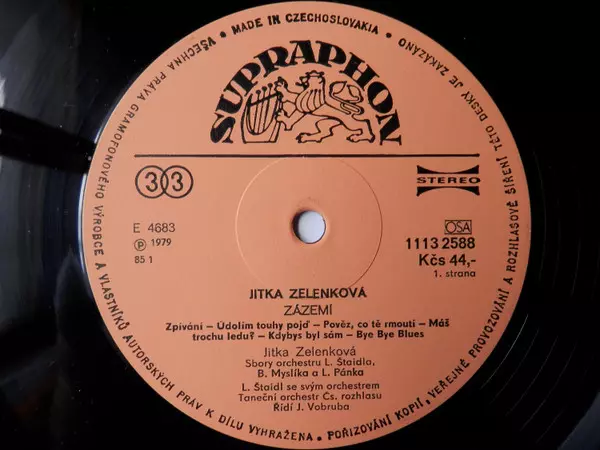 • MADE IN CZECHOSLOVAKIA •
VŠECHNA PRÁVA GRAMOFONOVÉHO VÝROBCE A VLASTNÍKŮ AUTORSKÝCH PRÁV K DÍLU VYHRAŽENA • POŘIZOVÁNÍ KOPIÍ, VEŘEJNÉ PROVOZOVÁNÍ A ROZHLASOVÉ ŠÍŘENÍ TÉTO DESKY JE ZAKÁZÁNO
SUPRAPHON
33
STEREO
E 4683
Ⓟ 1979
85 1
OSA
1113 2588
Kčs 44,-
1. strana
JITKA ZELENKOVÁ
ZÁZEMÍ
Zpívání — Údolím touhy pojď — Pověz, co tě rmoutí — Máš
trochu ledu? — Kdybys byl sám — Bye Bye Blues
Jitka Zelenková
Sbory orchestru L. Štaidla,
B. Myslíka a L. Pánka
L. Štaidl se svým orchestrem
Taneční orchestr Čs. rozhlasu
Řídí J. Vobruba